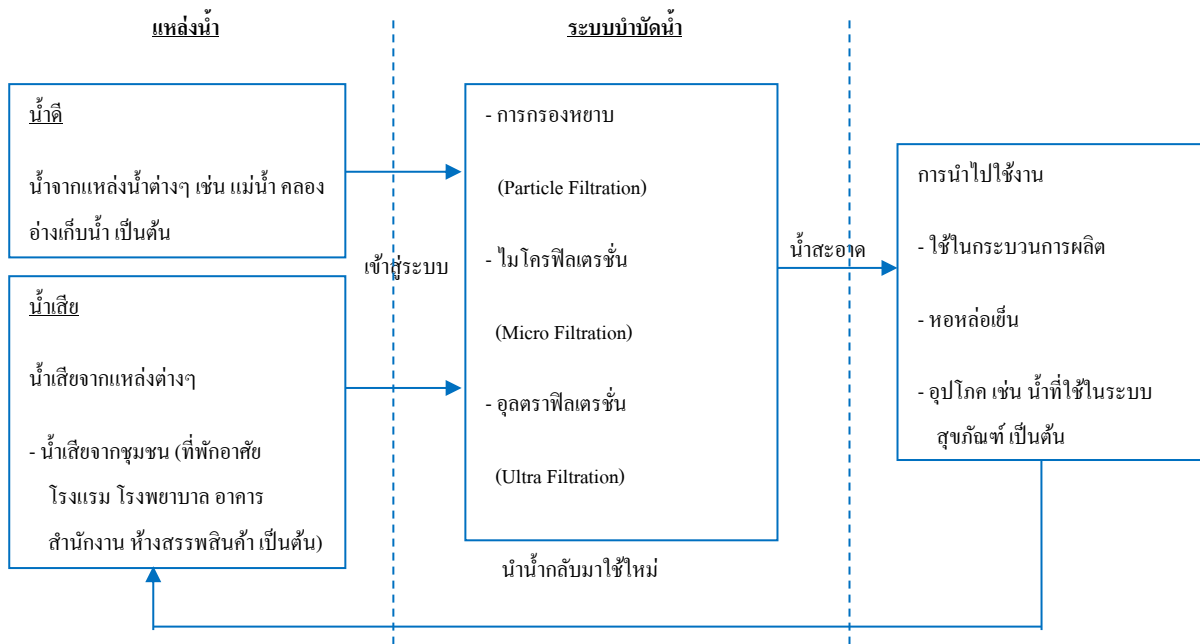 แหล่งน้ำ
ระบบบำบัดน้ำ
น้ำดี
น้ำจากแหล่งน้ำต่างๆ เช่น แม่น้ำ คลอง
อ่างเก็บน้ำ เป็นต้น
น้ำเสีย
น้ำเสียจากแหล่งต่างๆ
- น้ำเสียจากชุมชน (ที่พักอาศัย
โรงแรม โรงพยาบาล อาคาร
สำนักงาน ห้างสรรพสินค้า เป็นต้น)
เข้าสู่ระบบ
- การกรองหยาบ
(Particle Filtration)
- ไมโครฟิลเตรชั่น
(Micro Filtration)
- อุลตราฟิลเตรชั่น
(Ultra Filtration)
น้ำสะอาด
การนำไปใช้งาน
- ใช้ในกระบวนการผลิต
- หอหล่อเย็น
- อุปโภค เช่น น้ำที่ใช้ในระบบ
สุขภัณฑ์ เป็นต้น
นำน้ำกลับมาใช้ใหม่